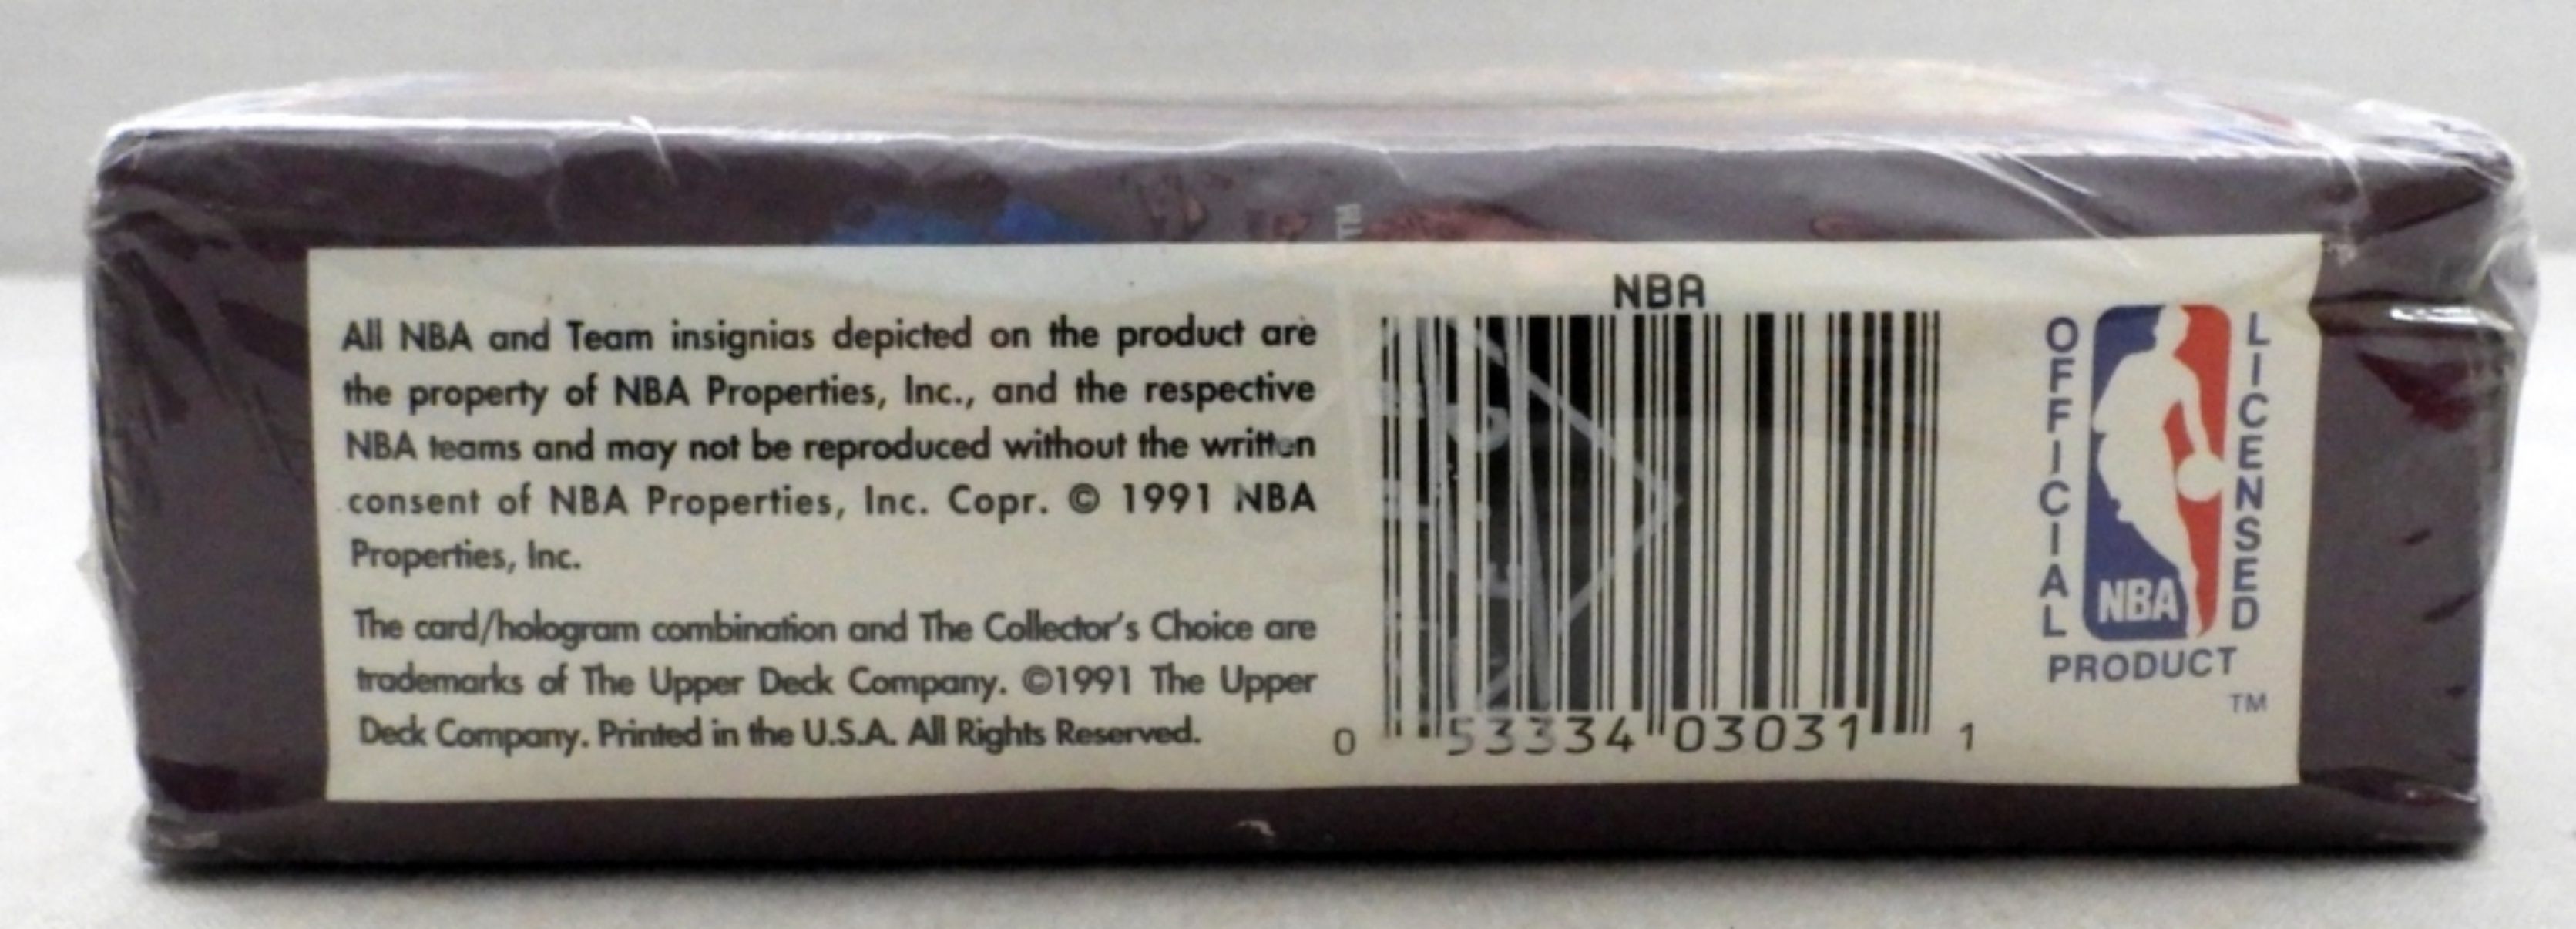 All NBA and Team insignias depicted on the product are
the property of NBA Properties, Inc., and the respective
NBA teams and may not be reproduced without the written
consent of NBA Properties, Inc. Copr. © 1991 NBA
Properties, Inc.
The card/hologram combination and The Collector's Choice are
trademarks of The Upper Deck Company. ©1991 The Upper
Deck Company. Printed in the U.S.A. All Rights Reserved.
NBA
0 53334 03031 1
OFFICIAL
LICENSED
NBA
PRODUCT
TM